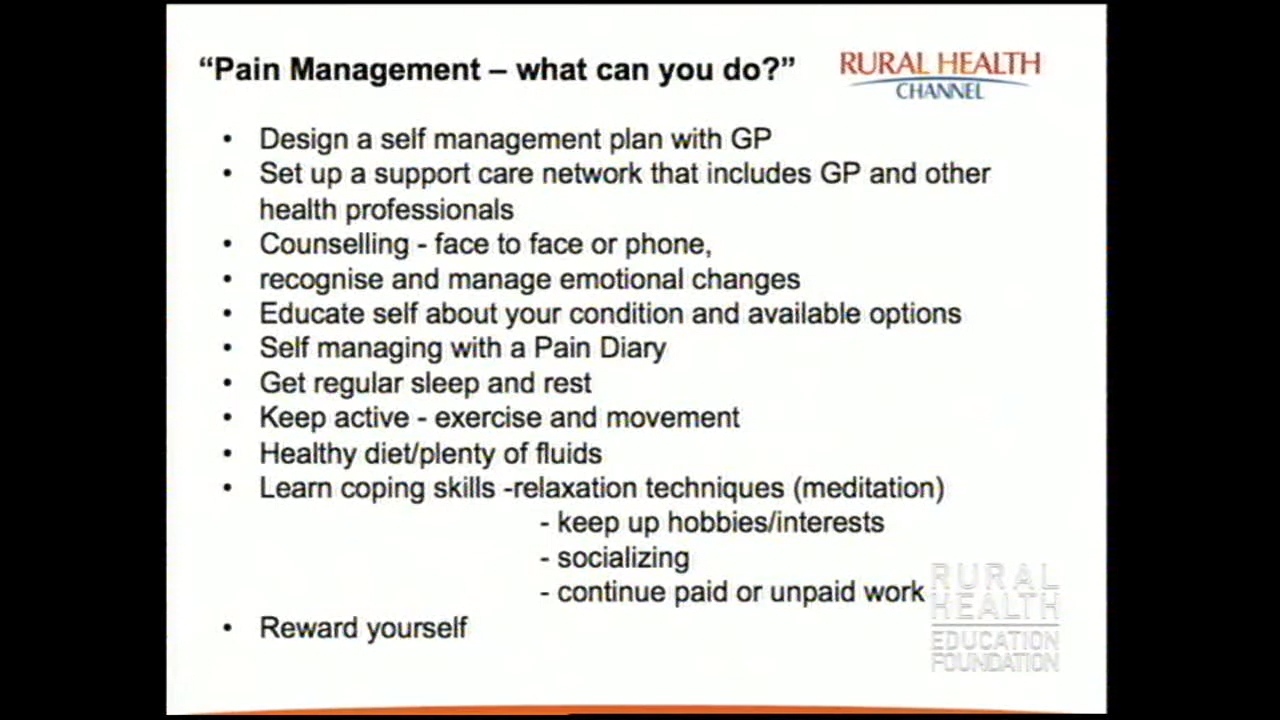 “Pain Management – what can you do?”
RURAL HEALTH
CHANNEL
• Design a self management plan with GP
• Set up a support care network that includes GP and other
health professionals
• Counselling - face to face or phone,
• recognise and manage emotional changes
• Educate self about your condition and available options
• Self managing with a Pain Diary
• Get regular sleep and rest
• Keep active - exercise and movement
• Healthy diet/plenty of fluids
• Learn coping skills -relaxation techniques (meditation)
- keep up hobbies/interests
- socializing
- continue paid or unpaid work
• Reward yourself
RURAL
HEALTH
EDUCATION
FOUNDATION